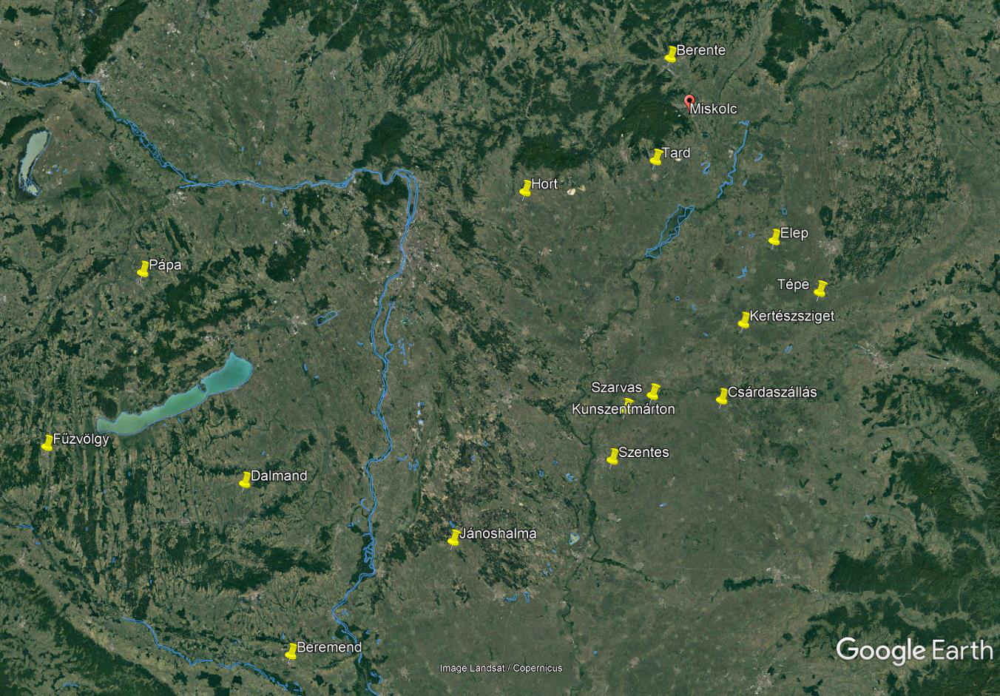 Berente
Miskolc
Tard
Hort
Elep
Pápa
Tépe
Kertészsziget
Szarvas
Csárdaszállás
Kunszentmárton
Fűzvölgy
Szentes
Dalmand
Jánoshalma
Beremend
Google Earth
Image Landsat / Copernicus